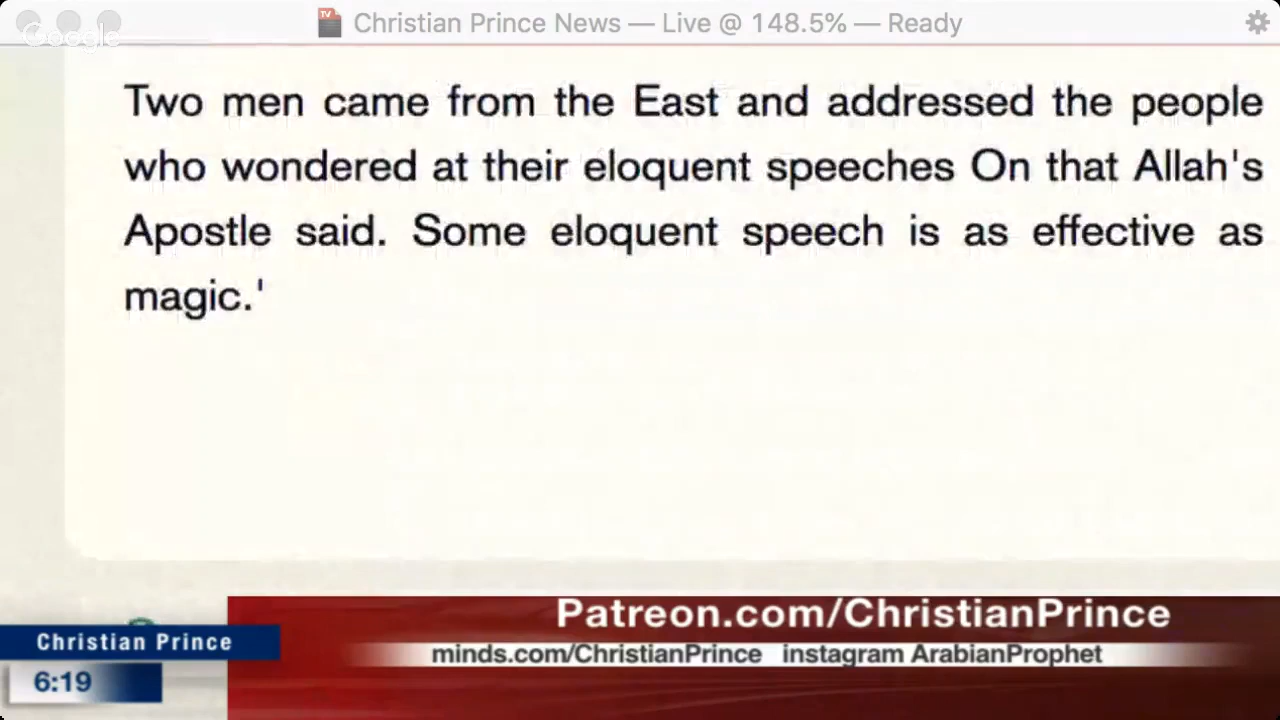 Christian Prince News — Live @ 148.5% — Ready
Google
Two men came from the East and addressed the people
who wondered at their eloquent speeches On that Allah's
Apostle said. Some eloquent speech is as effective as
magic.'
Patreon.com/ChristianPrince
Christian Prince
minds.com/ChristianPrince instagram ArabianProphet
6:19